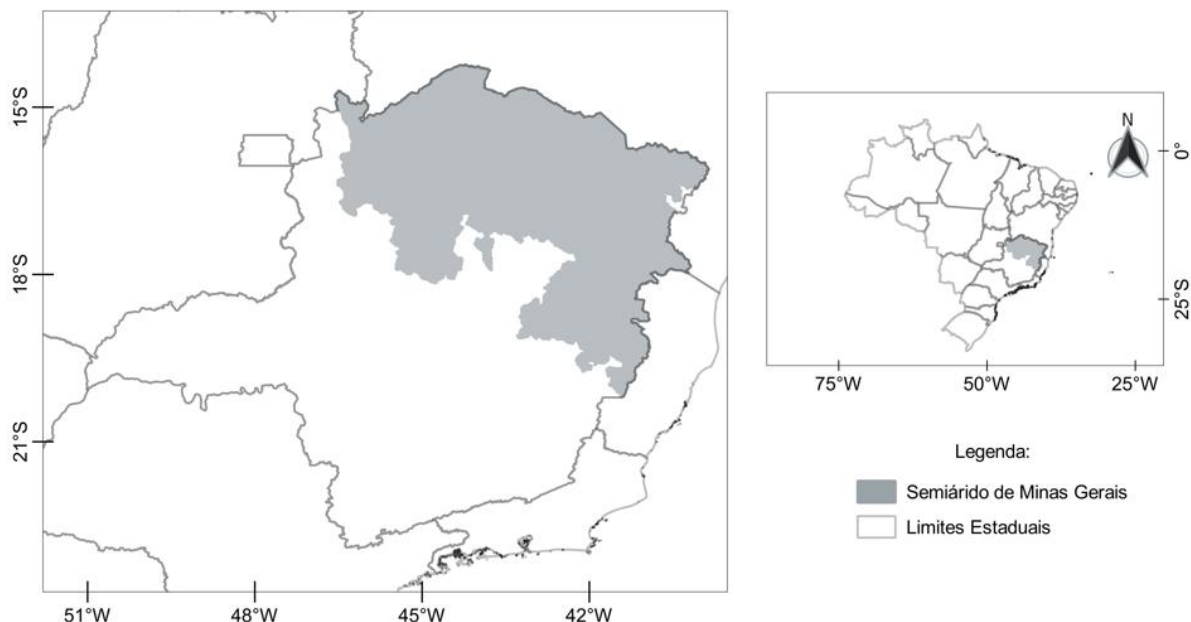 15°S
18°S
21°S
51°W
48°W
45°W
42°W
N
0°
25°S
75°W
50°W
25°W
Legenda:
Semiárido de Minas Gerais
Limites Estaduais